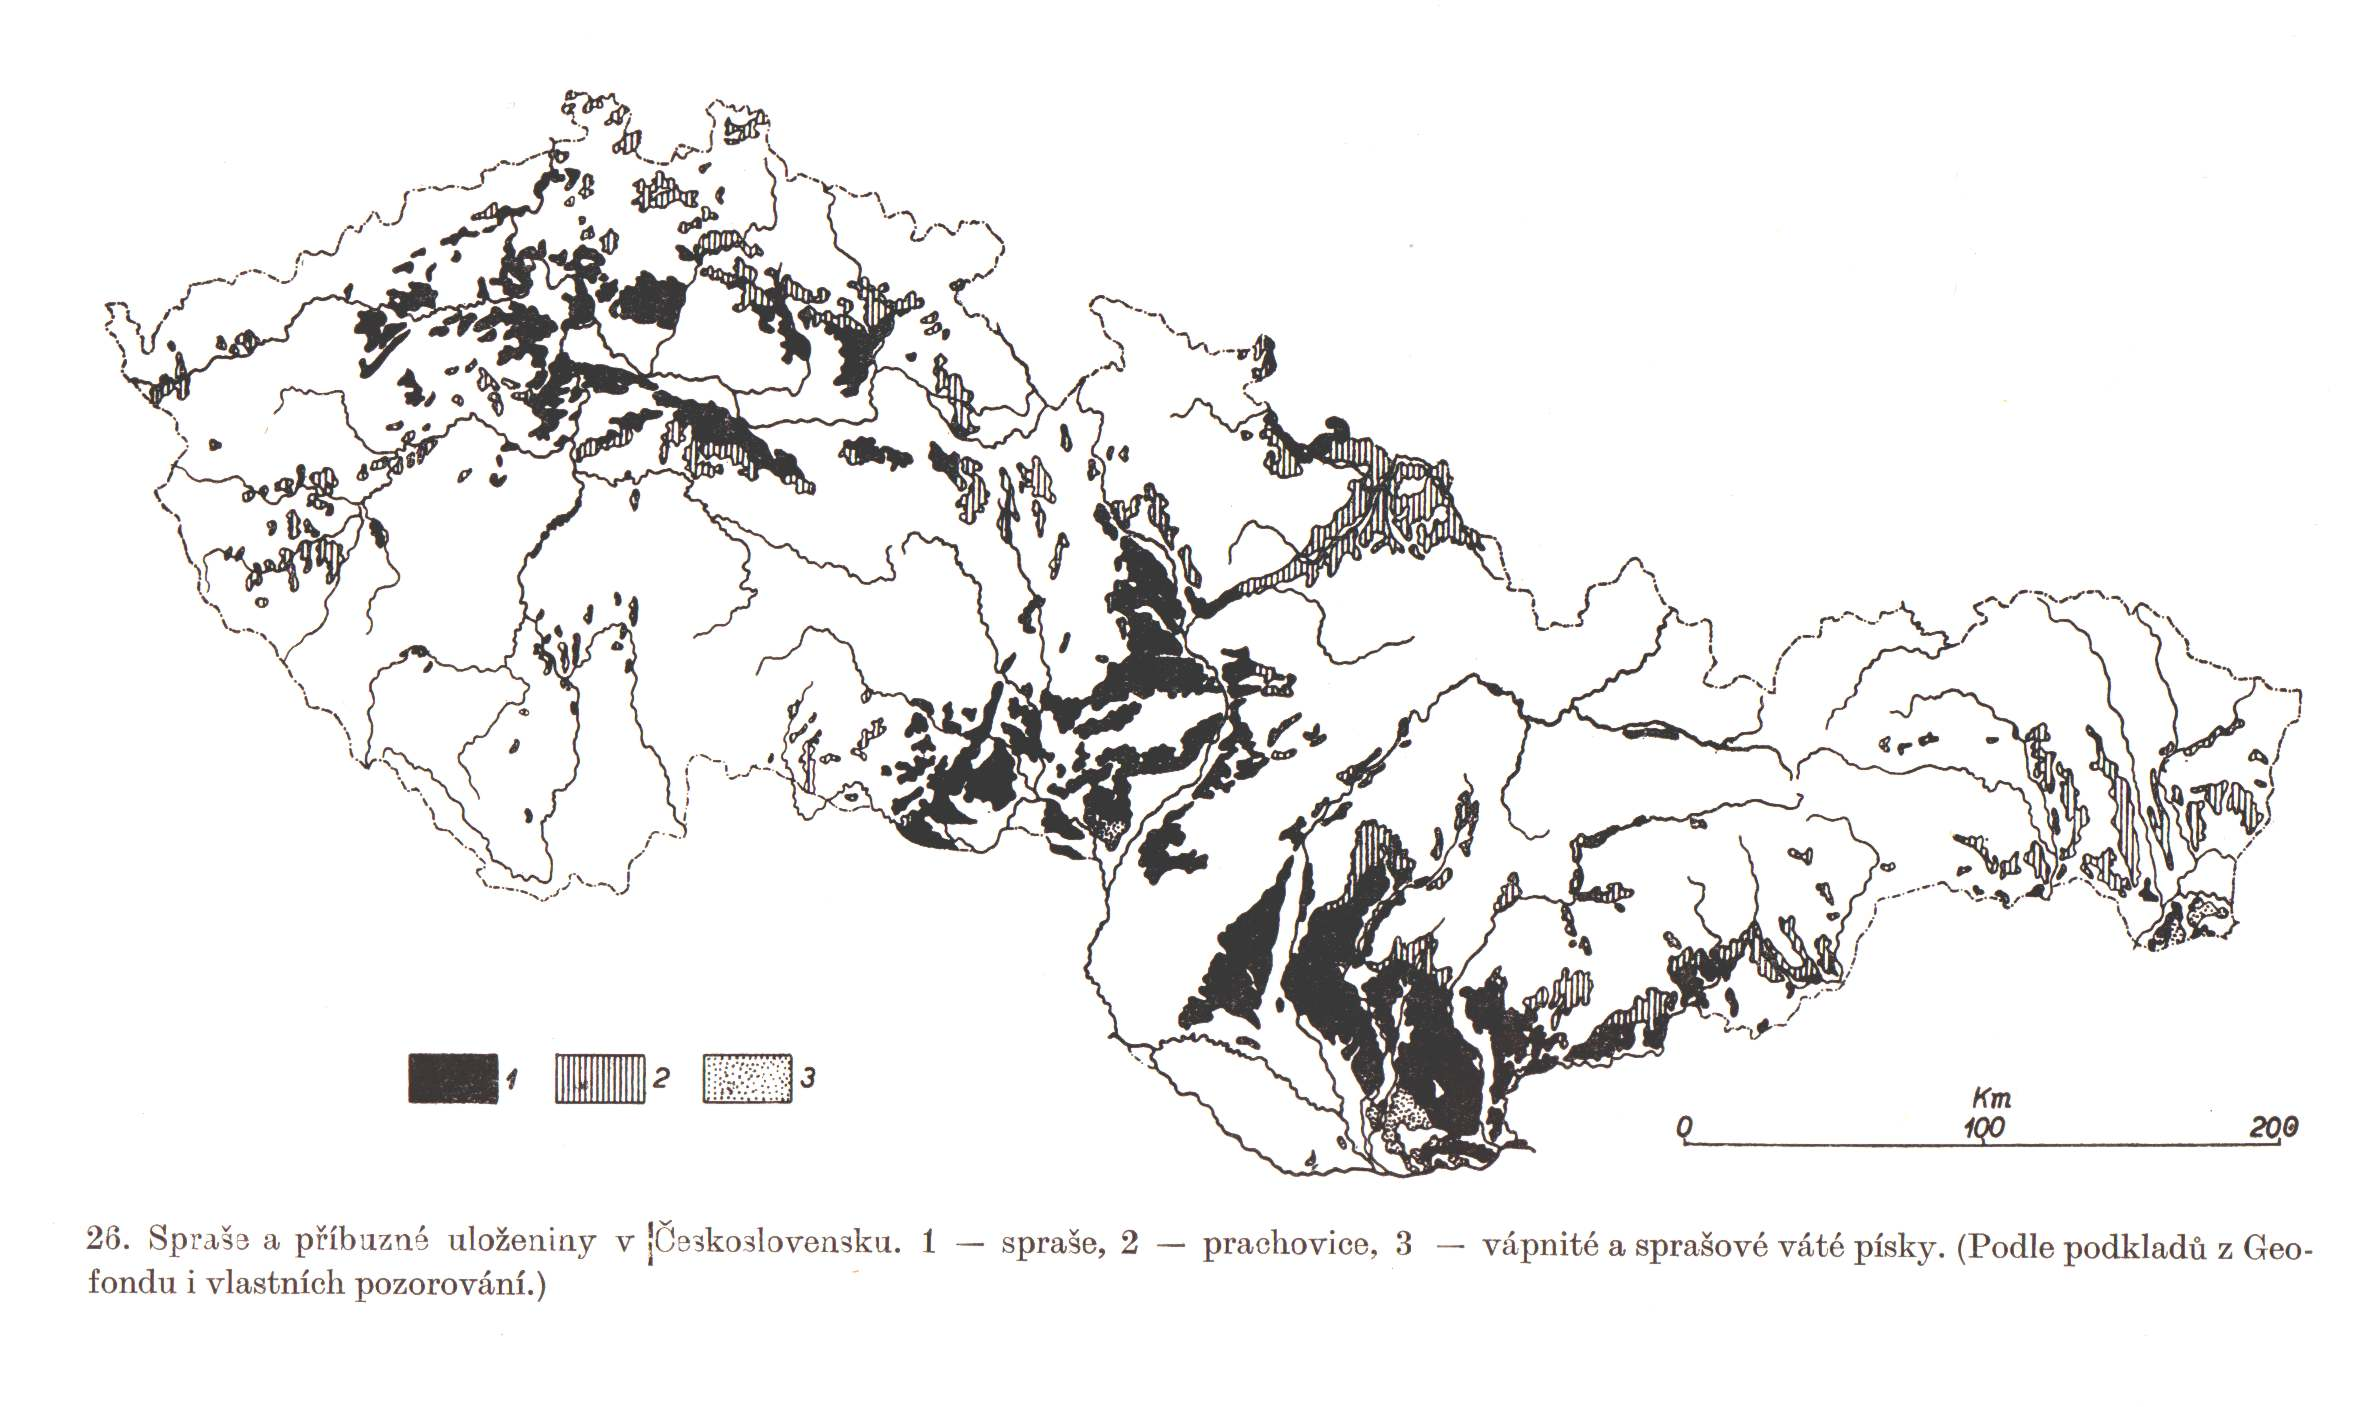 1 2 3
Km
0 100 200
26. Spraše a příbuzné uloženiny v Československu. 1 — spraše, 2 — prachovice, 3 — vápnité a sprašové váté písky. (Podle podkladů z Geo-
fondu i vlastních pozorování.)